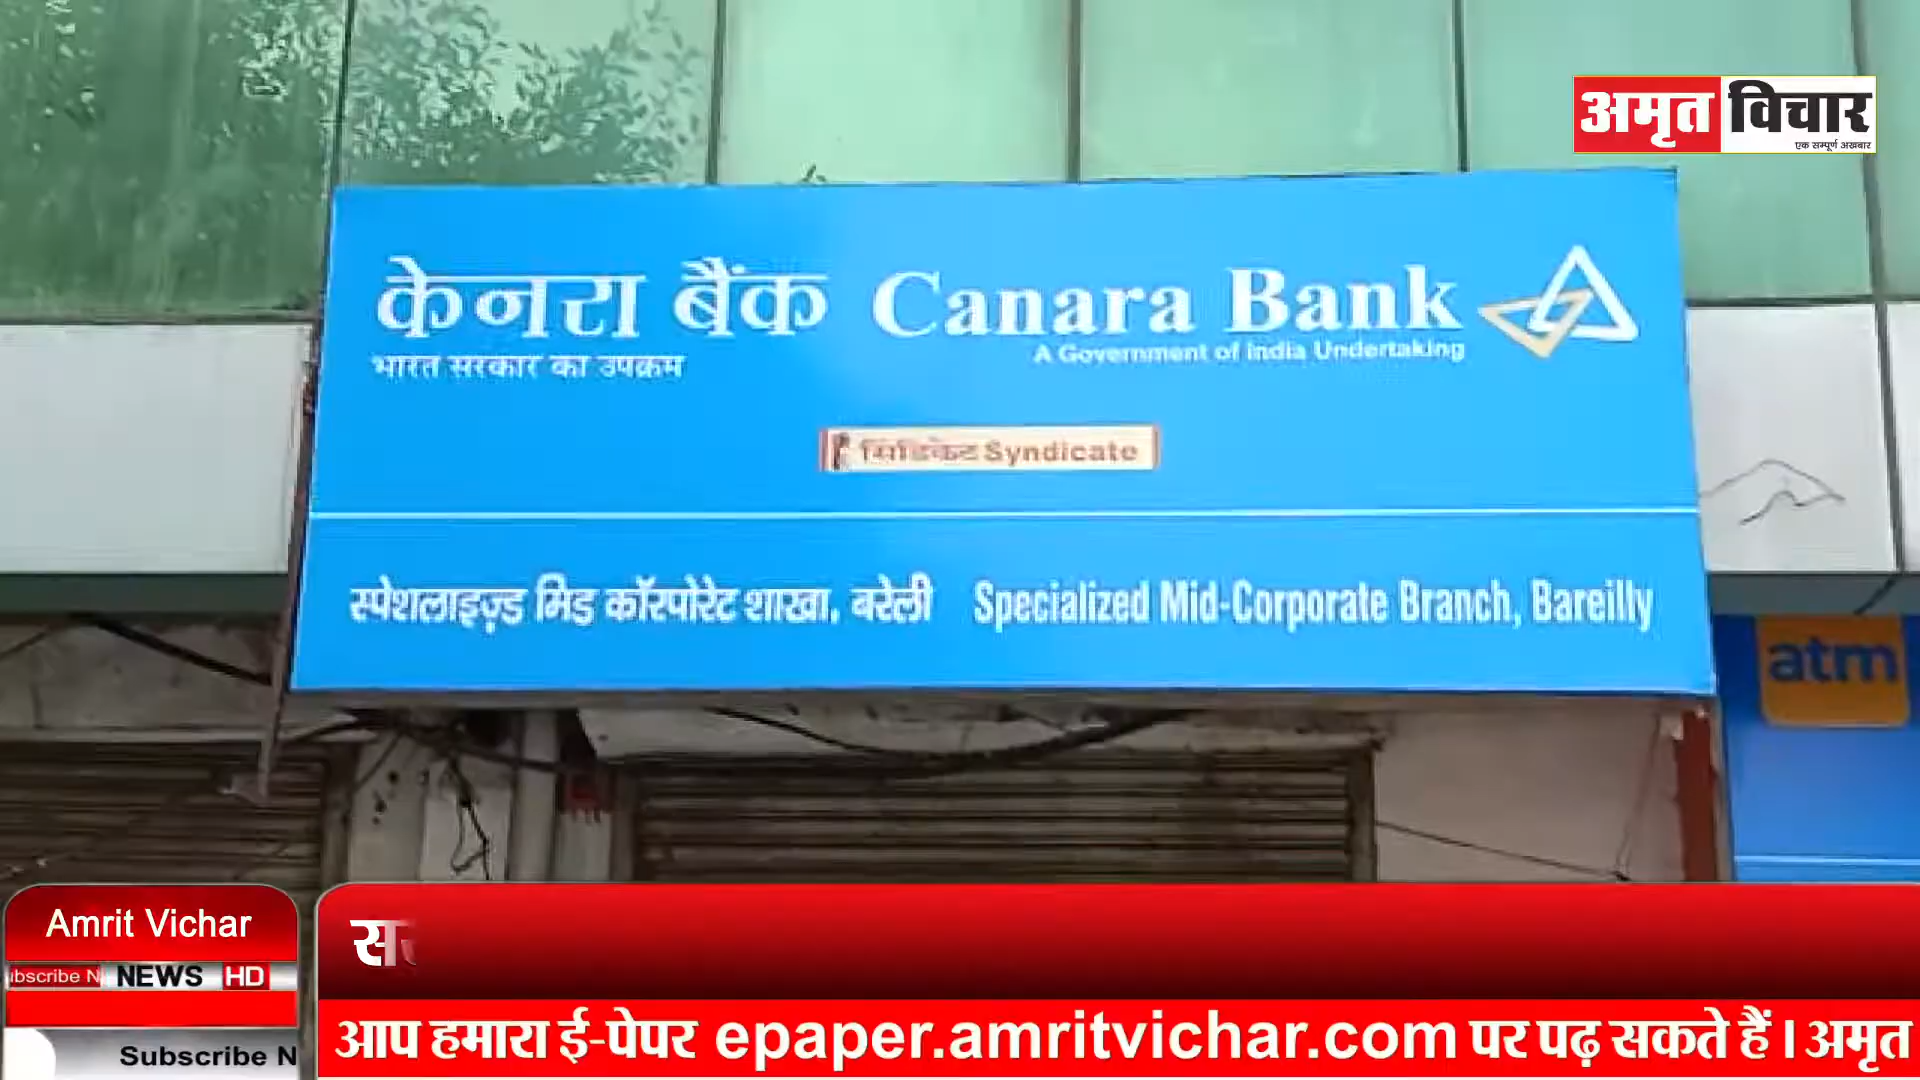 अमृत विचार
एक सम्पूर्ण अखबार
केनरा बैंक Canara Bank
भारत सरकार का उपक्रम A Government of India Undertaking
सिंडिकेट Syndicate
स्पेशलाइज़्ड मिड कॉरपोरेट शाखा, बरेली Specialized Mid-Corporate Branch, Bareilly
atm
Amrit Vichar
NEWS HD
Subscribe N
आप हमारा ई-पेपर epaper.amritvichar.com पर पढ़ सकते हैं । अमृत